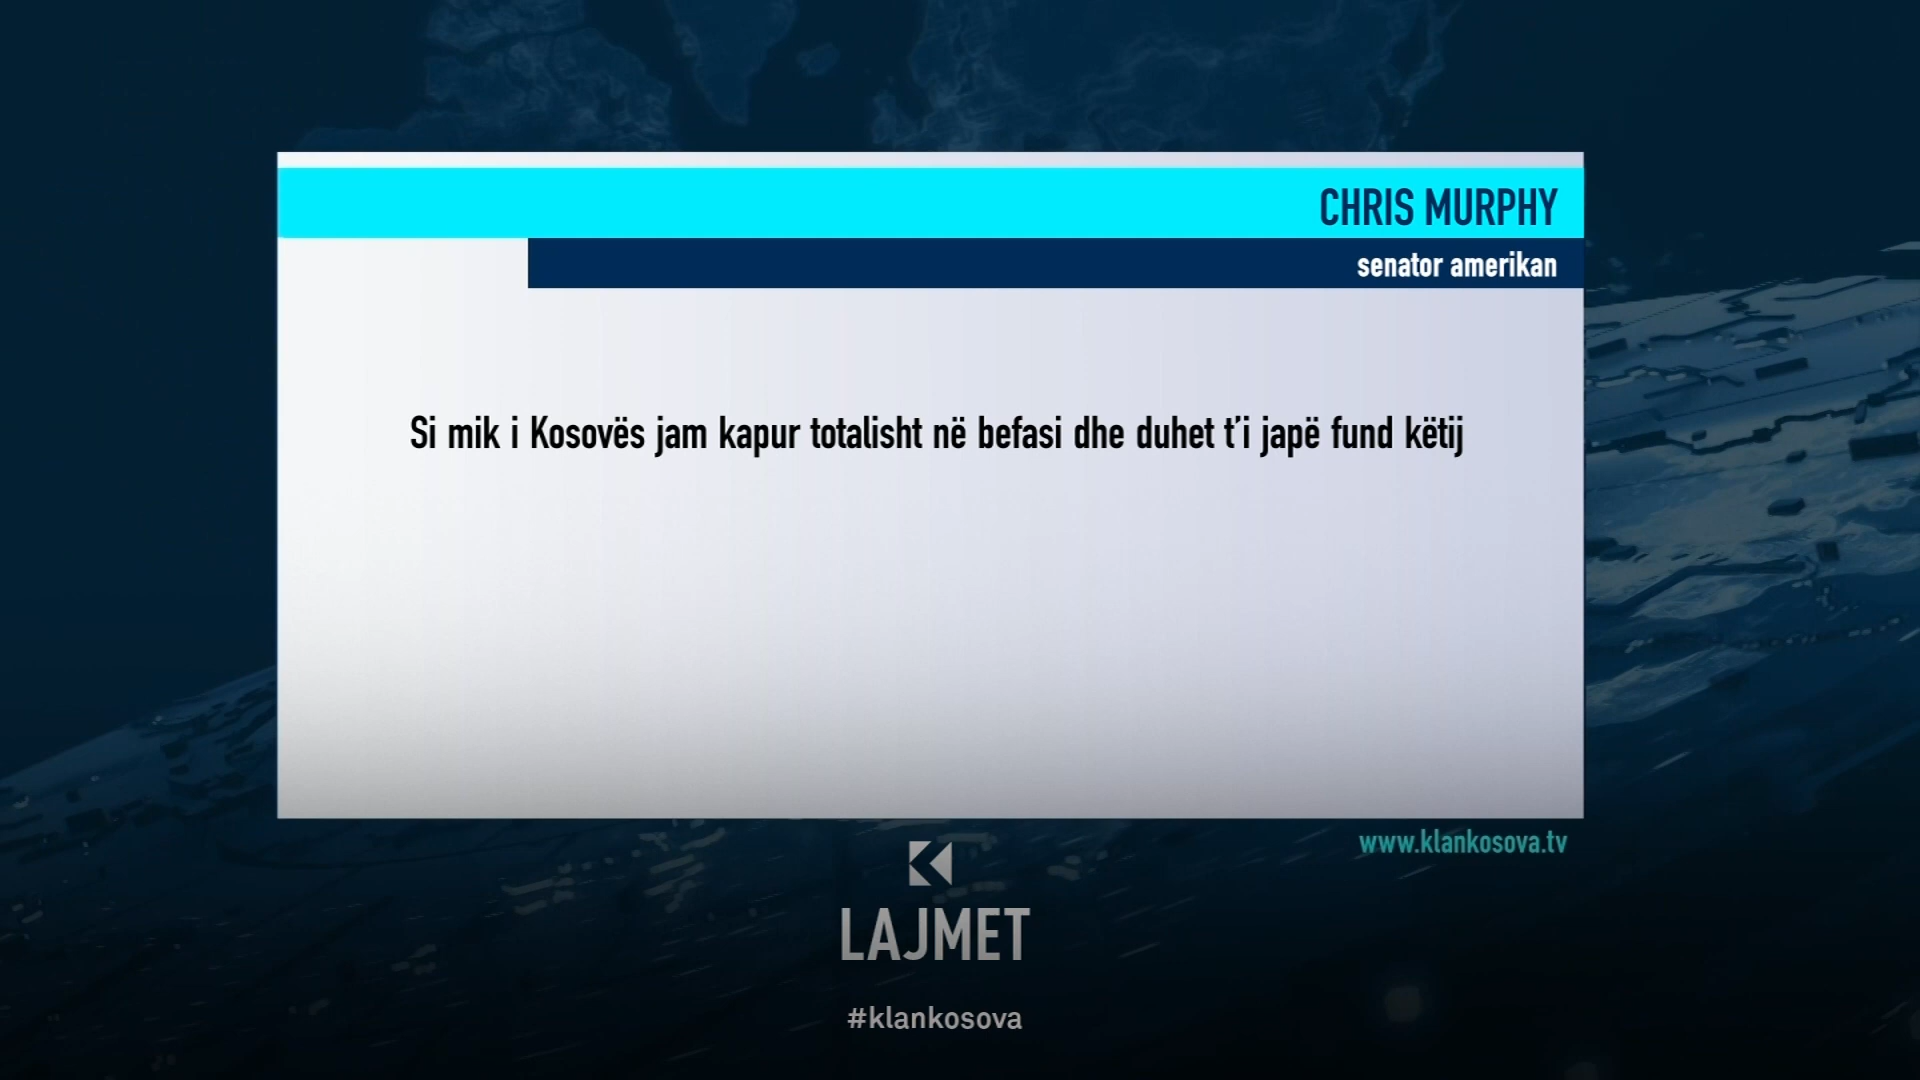 CHRIS MURPHY
senator amerikan
Si mik i Kosovës jam kapur totalisht në befasi dhe duhet t'i japë fund këtij
www.klankosova.tv
LAJMET
#klankosova